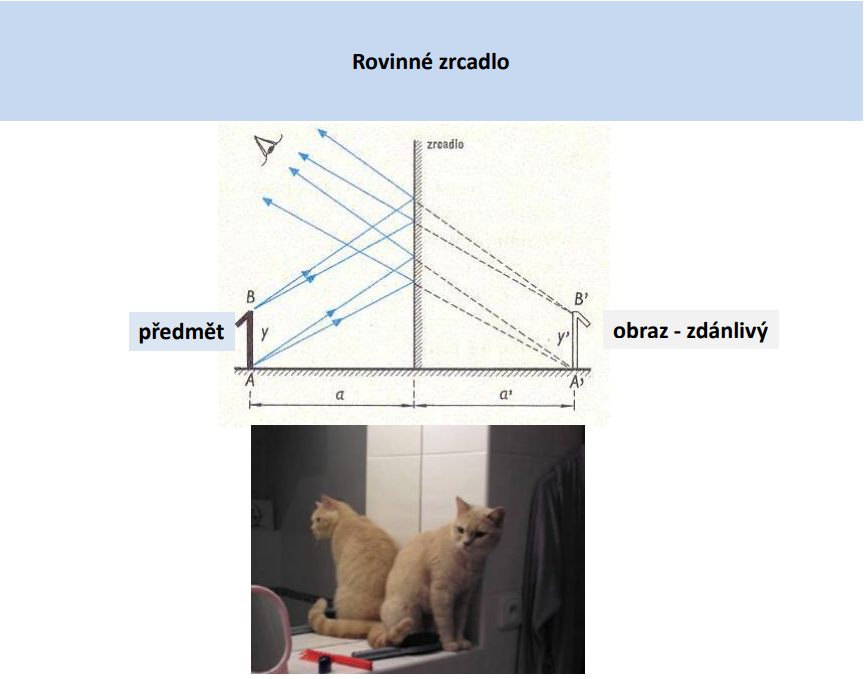 Rovinné zrcadlo
zrcadlo
B
B'
předmět
y
y'
obraz - zdánlivý
A
A'
a
a'